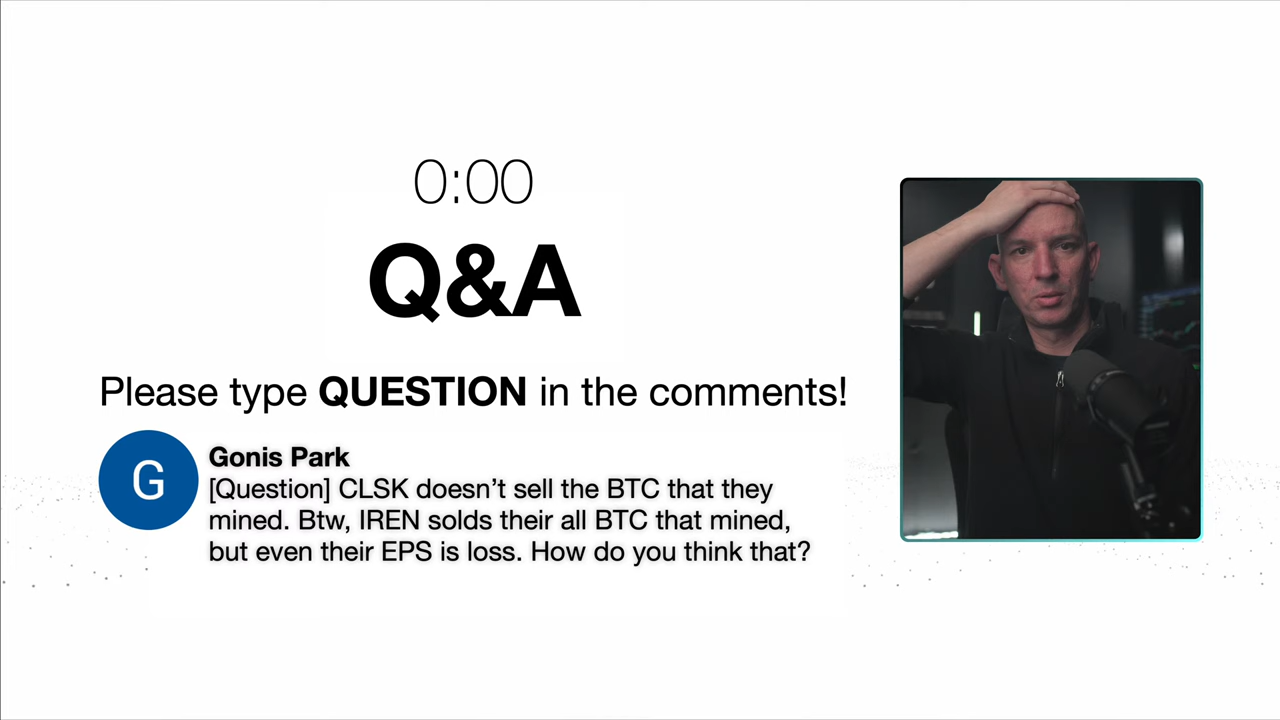 0:00
Q&A
Please type QUESTION in the comments!
G
Gonis Park
[Question] CLSK doesn’t sell the BTC that they
mined. Btw, IREN solds their all BTC that mined,
but even their EPS is loss. How do you think that?